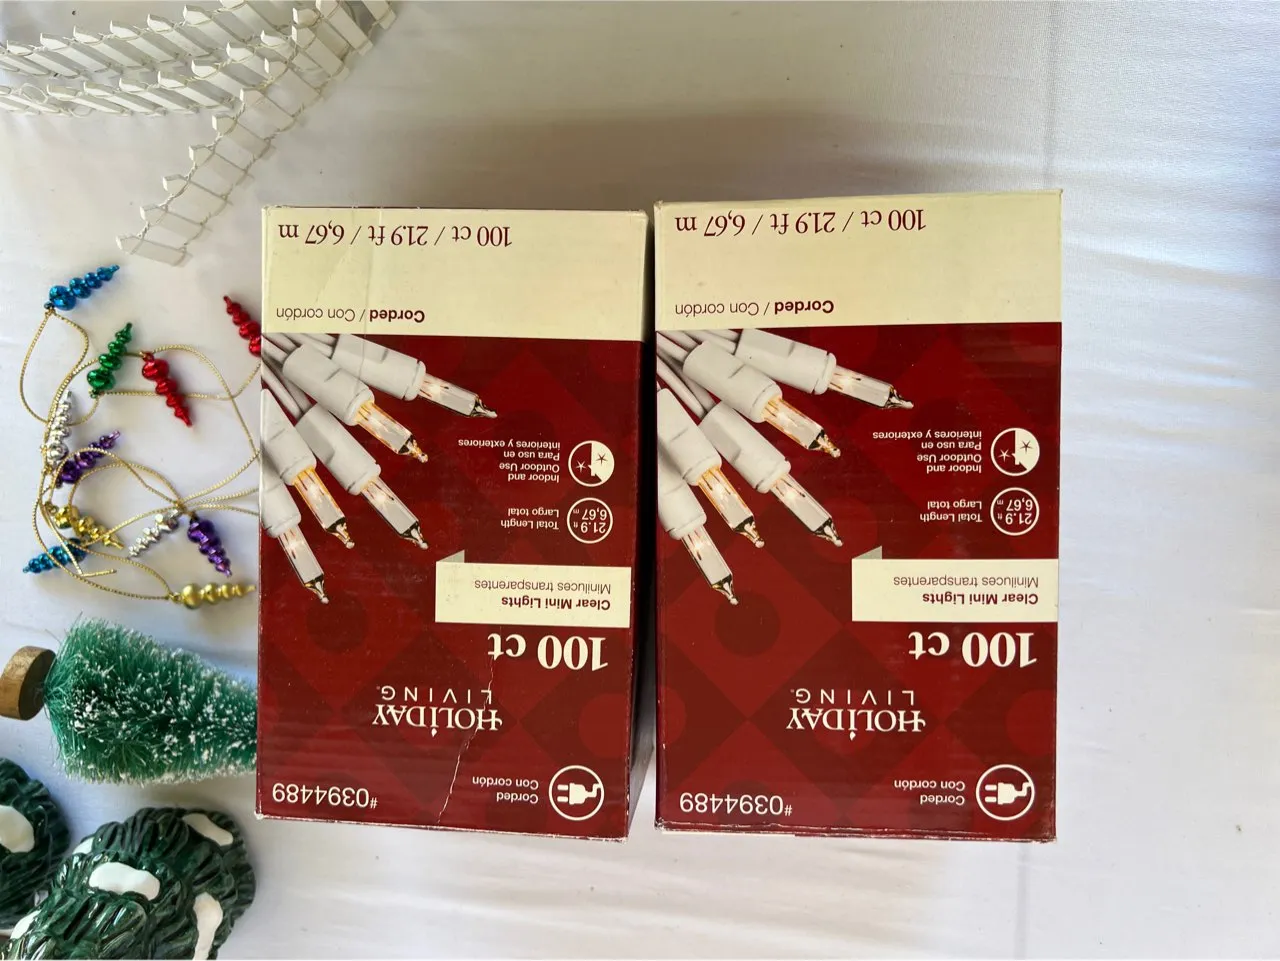 #0394489
Corded
Con cordón
HOLiDAY
LIVING™
100 ct
Clear Mini Lights
Miniluces transparentes
21.9 ft
6,67 m
Total Length
Largo total
Indoor and
Outdoor Use
Para uso en
interiores y exteriores
Corded / Con cordón
100 ct / 21.9 ft / 6,67 m
#0394489
Corded
Con cordón
HOLiDAY
LIVING™
100 ct
Clear Mini Lights
Miniluces transparentes
21.9 ft
6,67 m
Total Length
Largo total
Indoor and
Outdoor Use
Para uso en
interiores y exteriores
Corded / Con cordón
100 ct / 21.9 ft / 6,67 m